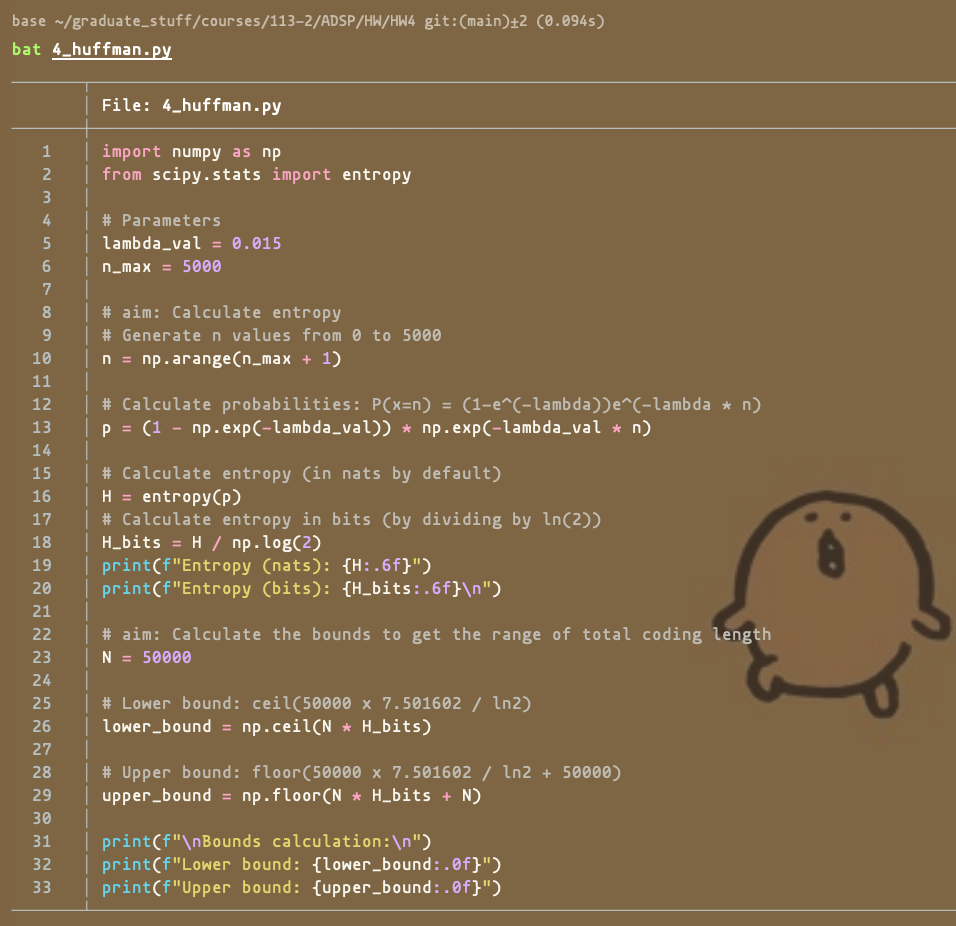 base ~/graduate_stuff/courses/113-2/ADSP/HW/HW4 git:(main)±2 (0.094s)
bat 4_huffman.py
File: 4_huffman.py
1 import numpy as np
2 from scipy.stats import entropy
3
4 # Parameters
5 lambda_val = 0.015
6 n_max = 5000
7
8 # aim: Calculate entropy
9 # Generate n values from 0 to 5000
10 n = np.arange(n_max + 1)
11
12 # Calculate probabilities: P(x=n) = (1-e^(-lambda))e^(-lambda * n)
13 p = (1 - np.exp(-lambda_val)) * np.exp(-lambda_val * n)
14
15 # Calculate entropy (in nats by default)
16 H = entropy(p)
17 # Calculate entropy in bits (by dividing by ln(2))
18 H_bits = H / np.log(2)
19 print(f"Entropy (nats): {H:.6f}")
20 print(f"Entropy (bits): {H_bits:.6f}\n")
21
22 # aim: Calculate the bounds to get the range of total coding length
23 N = 50000
24
25 # Lower bound: ceil(50000 x 7.501602 / ln2)
26 lower_bound = np.ceil(N * H_bits)
27
28 # Upper bound: floor(50000 x 7.501602 / ln2 + 50000)
29 upper_bound = np.floor(N * H_bits + N)
30
31 print(f"\nBounds calculation:\n")
32 print(f"Lower bound: {lower_bound:.0f}")
33 print(f"Upper bound: {upper_bound:.0f}")